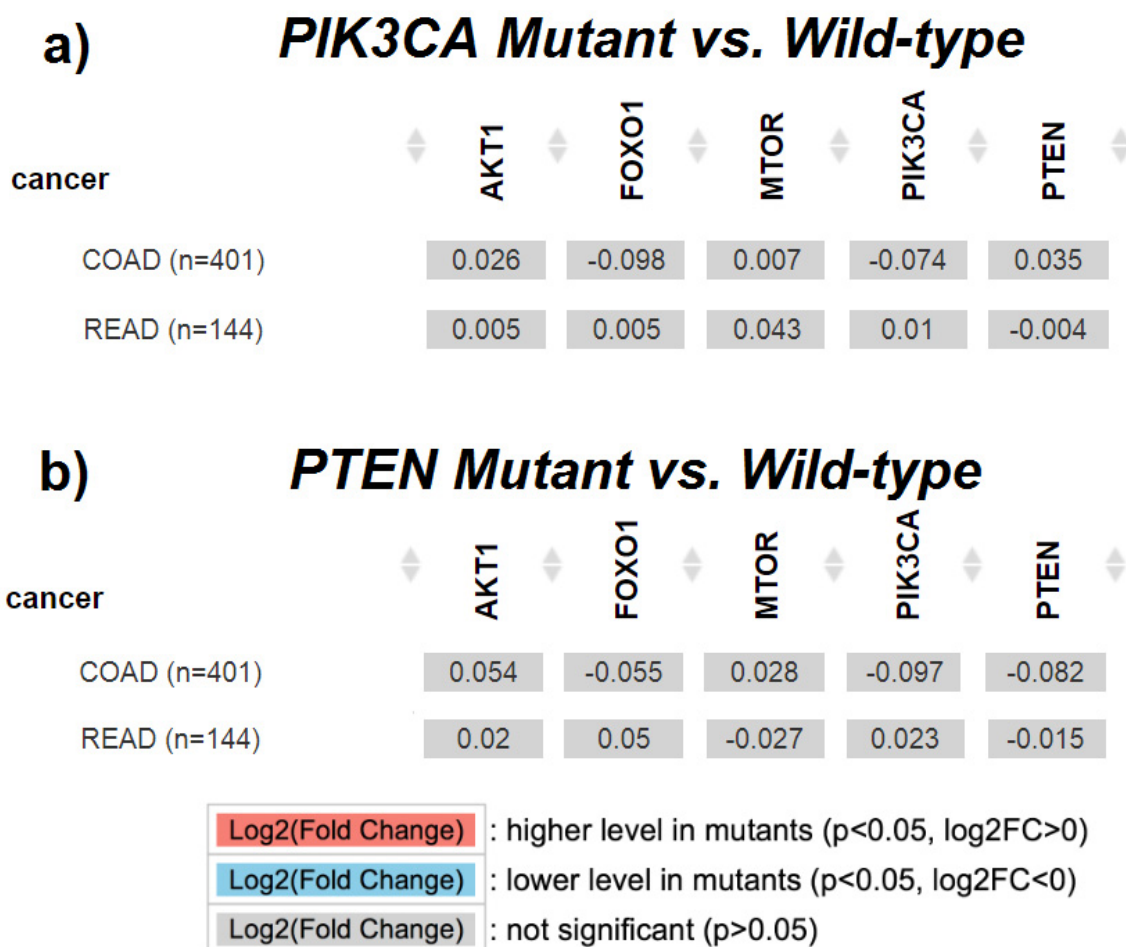 a) PIK3CA Mutant vs. Wild-type
cancer AKT1 FOXO1 MTOR PIK3CA PTEN
COAD (n=401) 0.026 -0.098 0.007 -0.074 0.035
READ (n=144) 0.005 0.005 0.043 0.01 -0.004
b) PTEN Mutant vs. Wild-type
cancer AKT1 FOXO1 MTOR PIK3CA PTEN
COAD (n=401) 0.054 -0.055 0.028 -0.097 -0.082
READ (n=144) 0.02 0.05 -0.027 0.023 -0.015
Log2(Fold Change) : higher level in mutants (p<0.05, log2FC>0)
Log2(Fold Change) : lower level in mutants (p<0.05, log2FC<0)
Log2(Fold Change) : not significant (p>0.05)